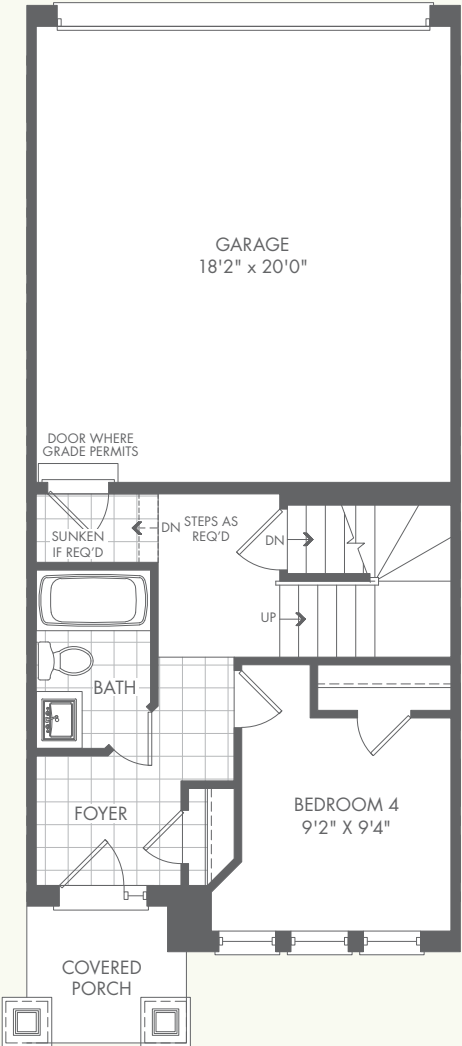 GARAGE
18'2" x 20'0"
DOOR WHERE
GRADE PERMITS
SUNKEN
IF REQ'D
DN
STEPS AS
REQ'D
DN
UP
BATH
FOYER
BEDROOM 4
9'2" X 9'4"
COVERED
PORCH